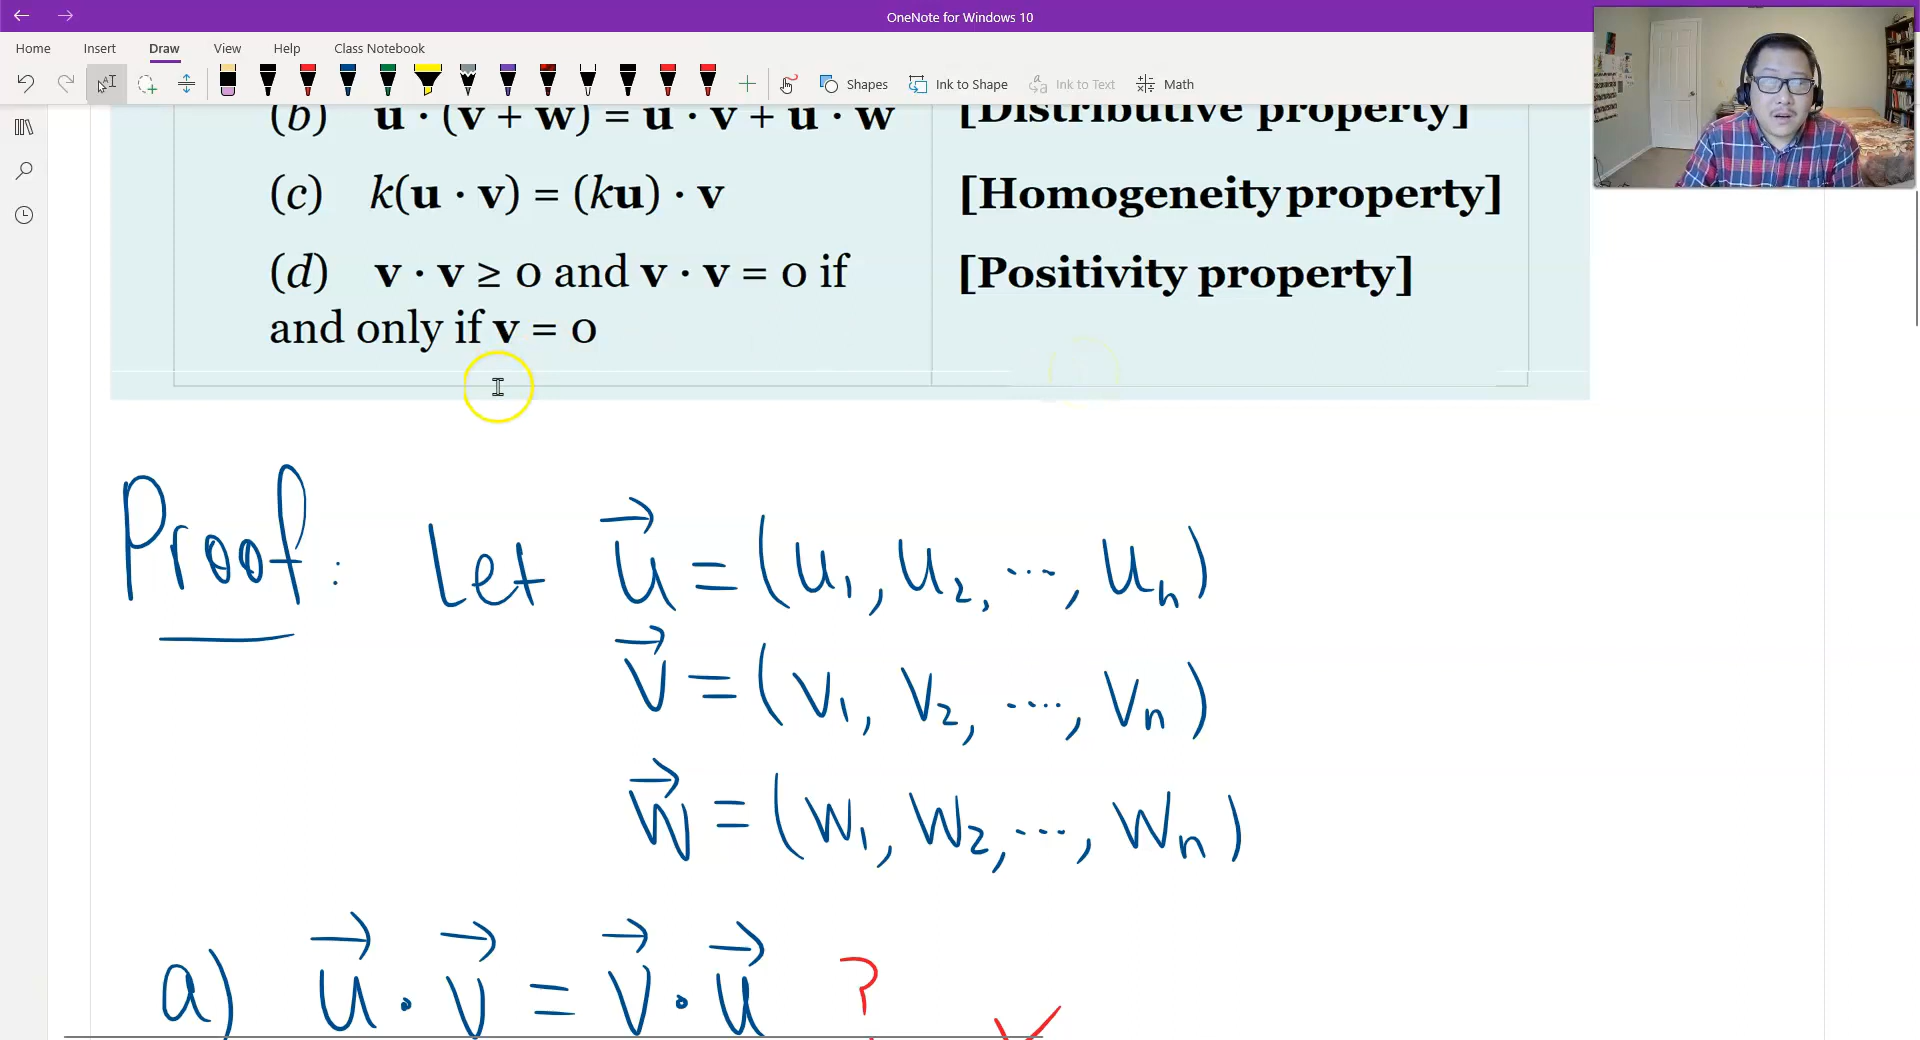 OneNote for Windows 10
Home Insert Draw View Help Class Notebook
Shapes Ink to Shape Ink to Text Math
(b) u · (v + w) = u · v + u · w [Distributive property]
(c) k(u · v) = (ku) · v [Homogeneity property]
(d) v · v ≥ 0 and v · v = 0 if [Positivity property]
and only if v = 0
Proof: Let u⃗ = (u₁, u₂, ..., uₙ)
v⃗ = (v₁, v₂, ...., vₙ)
w⃗ = (w₁, w₂, ..., wₙ)
a) u⃗ · v⃗ = v⃗ · u⃗ ?